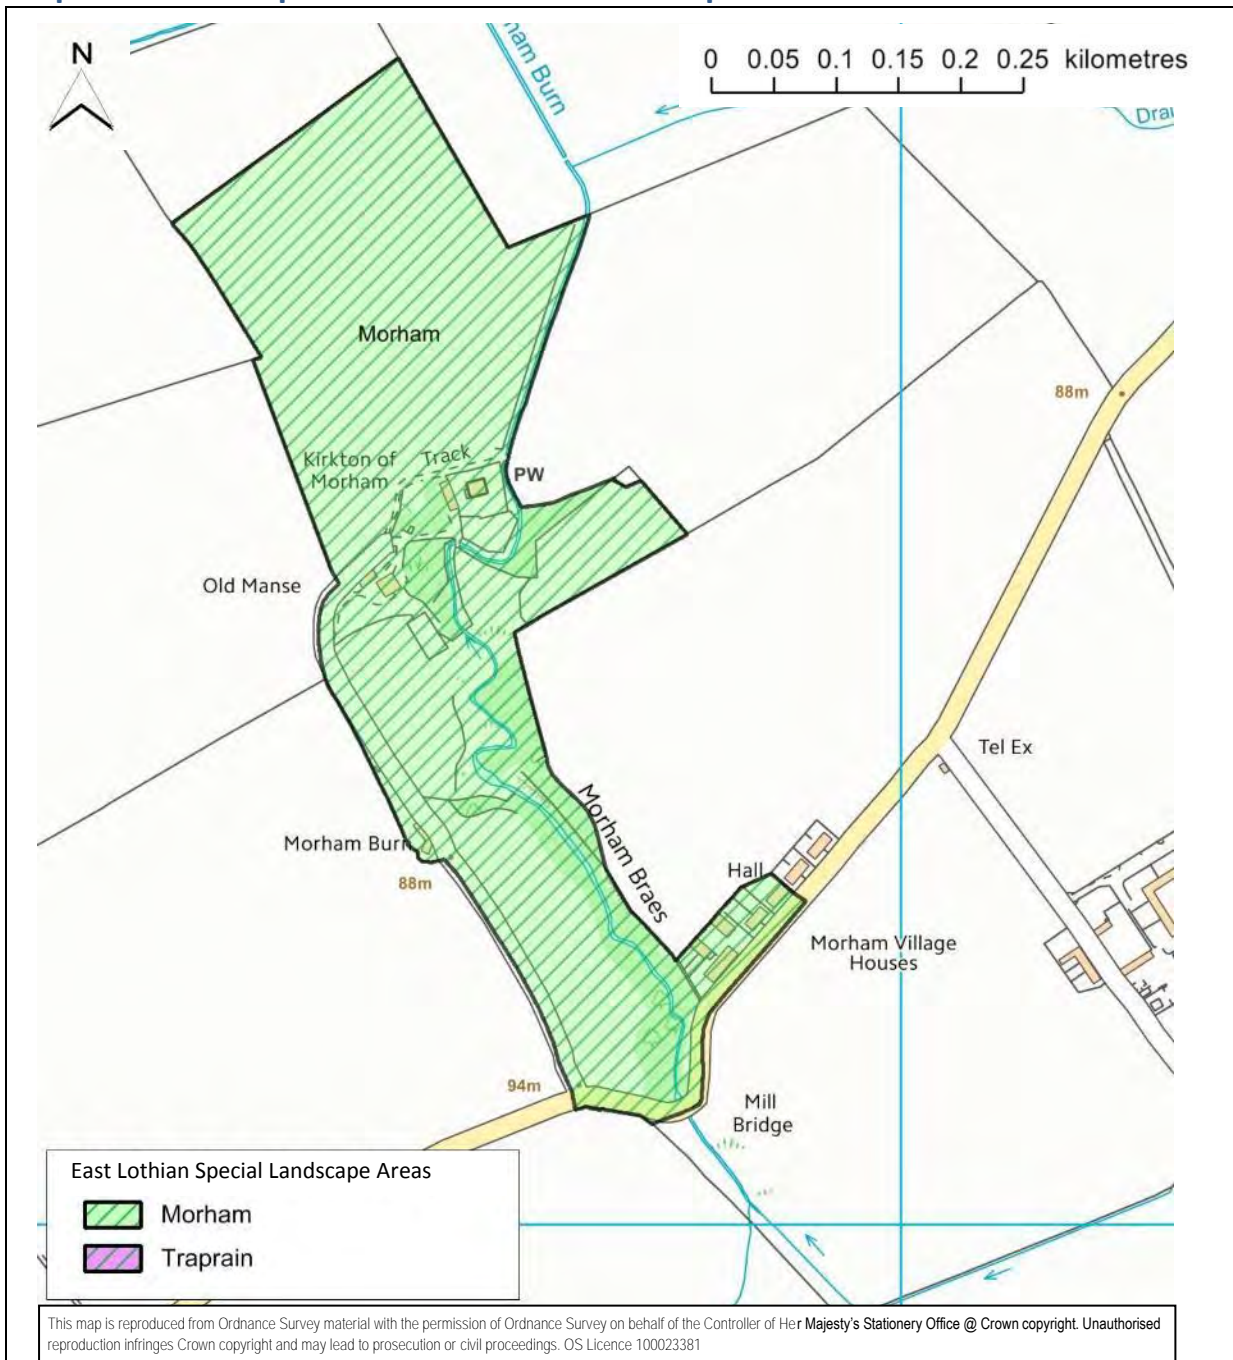 N
0 0.05 0.1 0.15 0.2 0.25 kilometres
ham Burn
Morham
88m
Kirkton of
Morham
Track
PW
Old Manse
Tel Ex
Morham Braes
Morham Burn
88m
Hall
Morham Village
Houses
94m
Mill
Bridge
East Lothian Special Landscape Areas
Morham
Traprain
This map is reproduced from Ordnance Survey material with the permission of Ordnance Survey on behalf of the Controller of Her Majesty's Stationery Office @ Crown copyright. Unauthorised
reproduction infringes Crown copyright and may lead to prosecution or civil proceedings. OS Licence 100023381